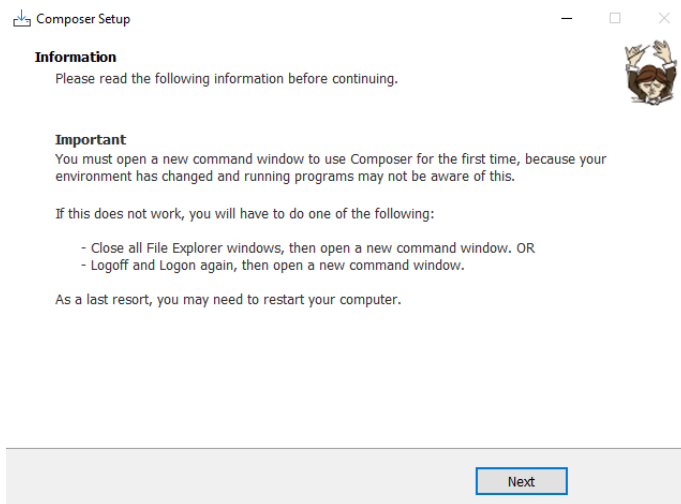 Composer Setup
Information
Please read the following information before continuing.
Important
You must open a new command window to use Composer for the first time, because your
environment has changed and running programs may not be aware of this.
If this does not work, you will have to do one of the following:
- Close all File Explorer windows, then open a new command window. OR
- Logoff and Logon again, then open a new command window.
As a last resort, you may need to restart your computer.
Next